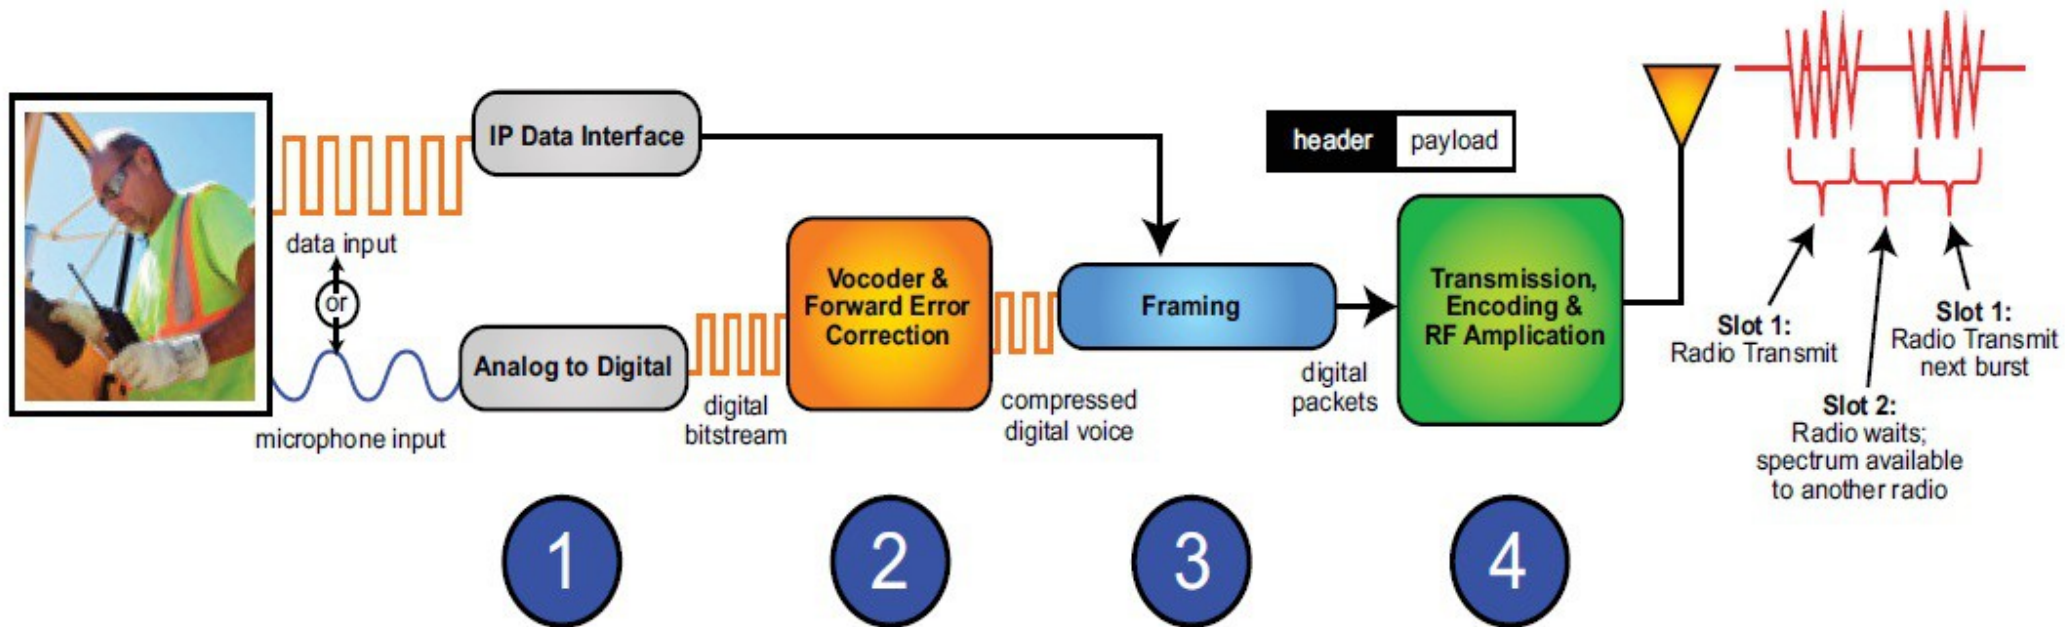 IP Data Interface
data input
or
microphone input
Analog to Digital
digital
bitstream
Vocoder &
Forward Error
Correction
compressed
digital voice
Framing
header payload
digital
packets
Transmission,
Encoding &
RF Amplication
Slot 1:
Radio Transmit
Slot 2:
Radio waits;
spectrum available
to another radio
Slot 1:
Radio Transmit
next burst
1
2
3
4